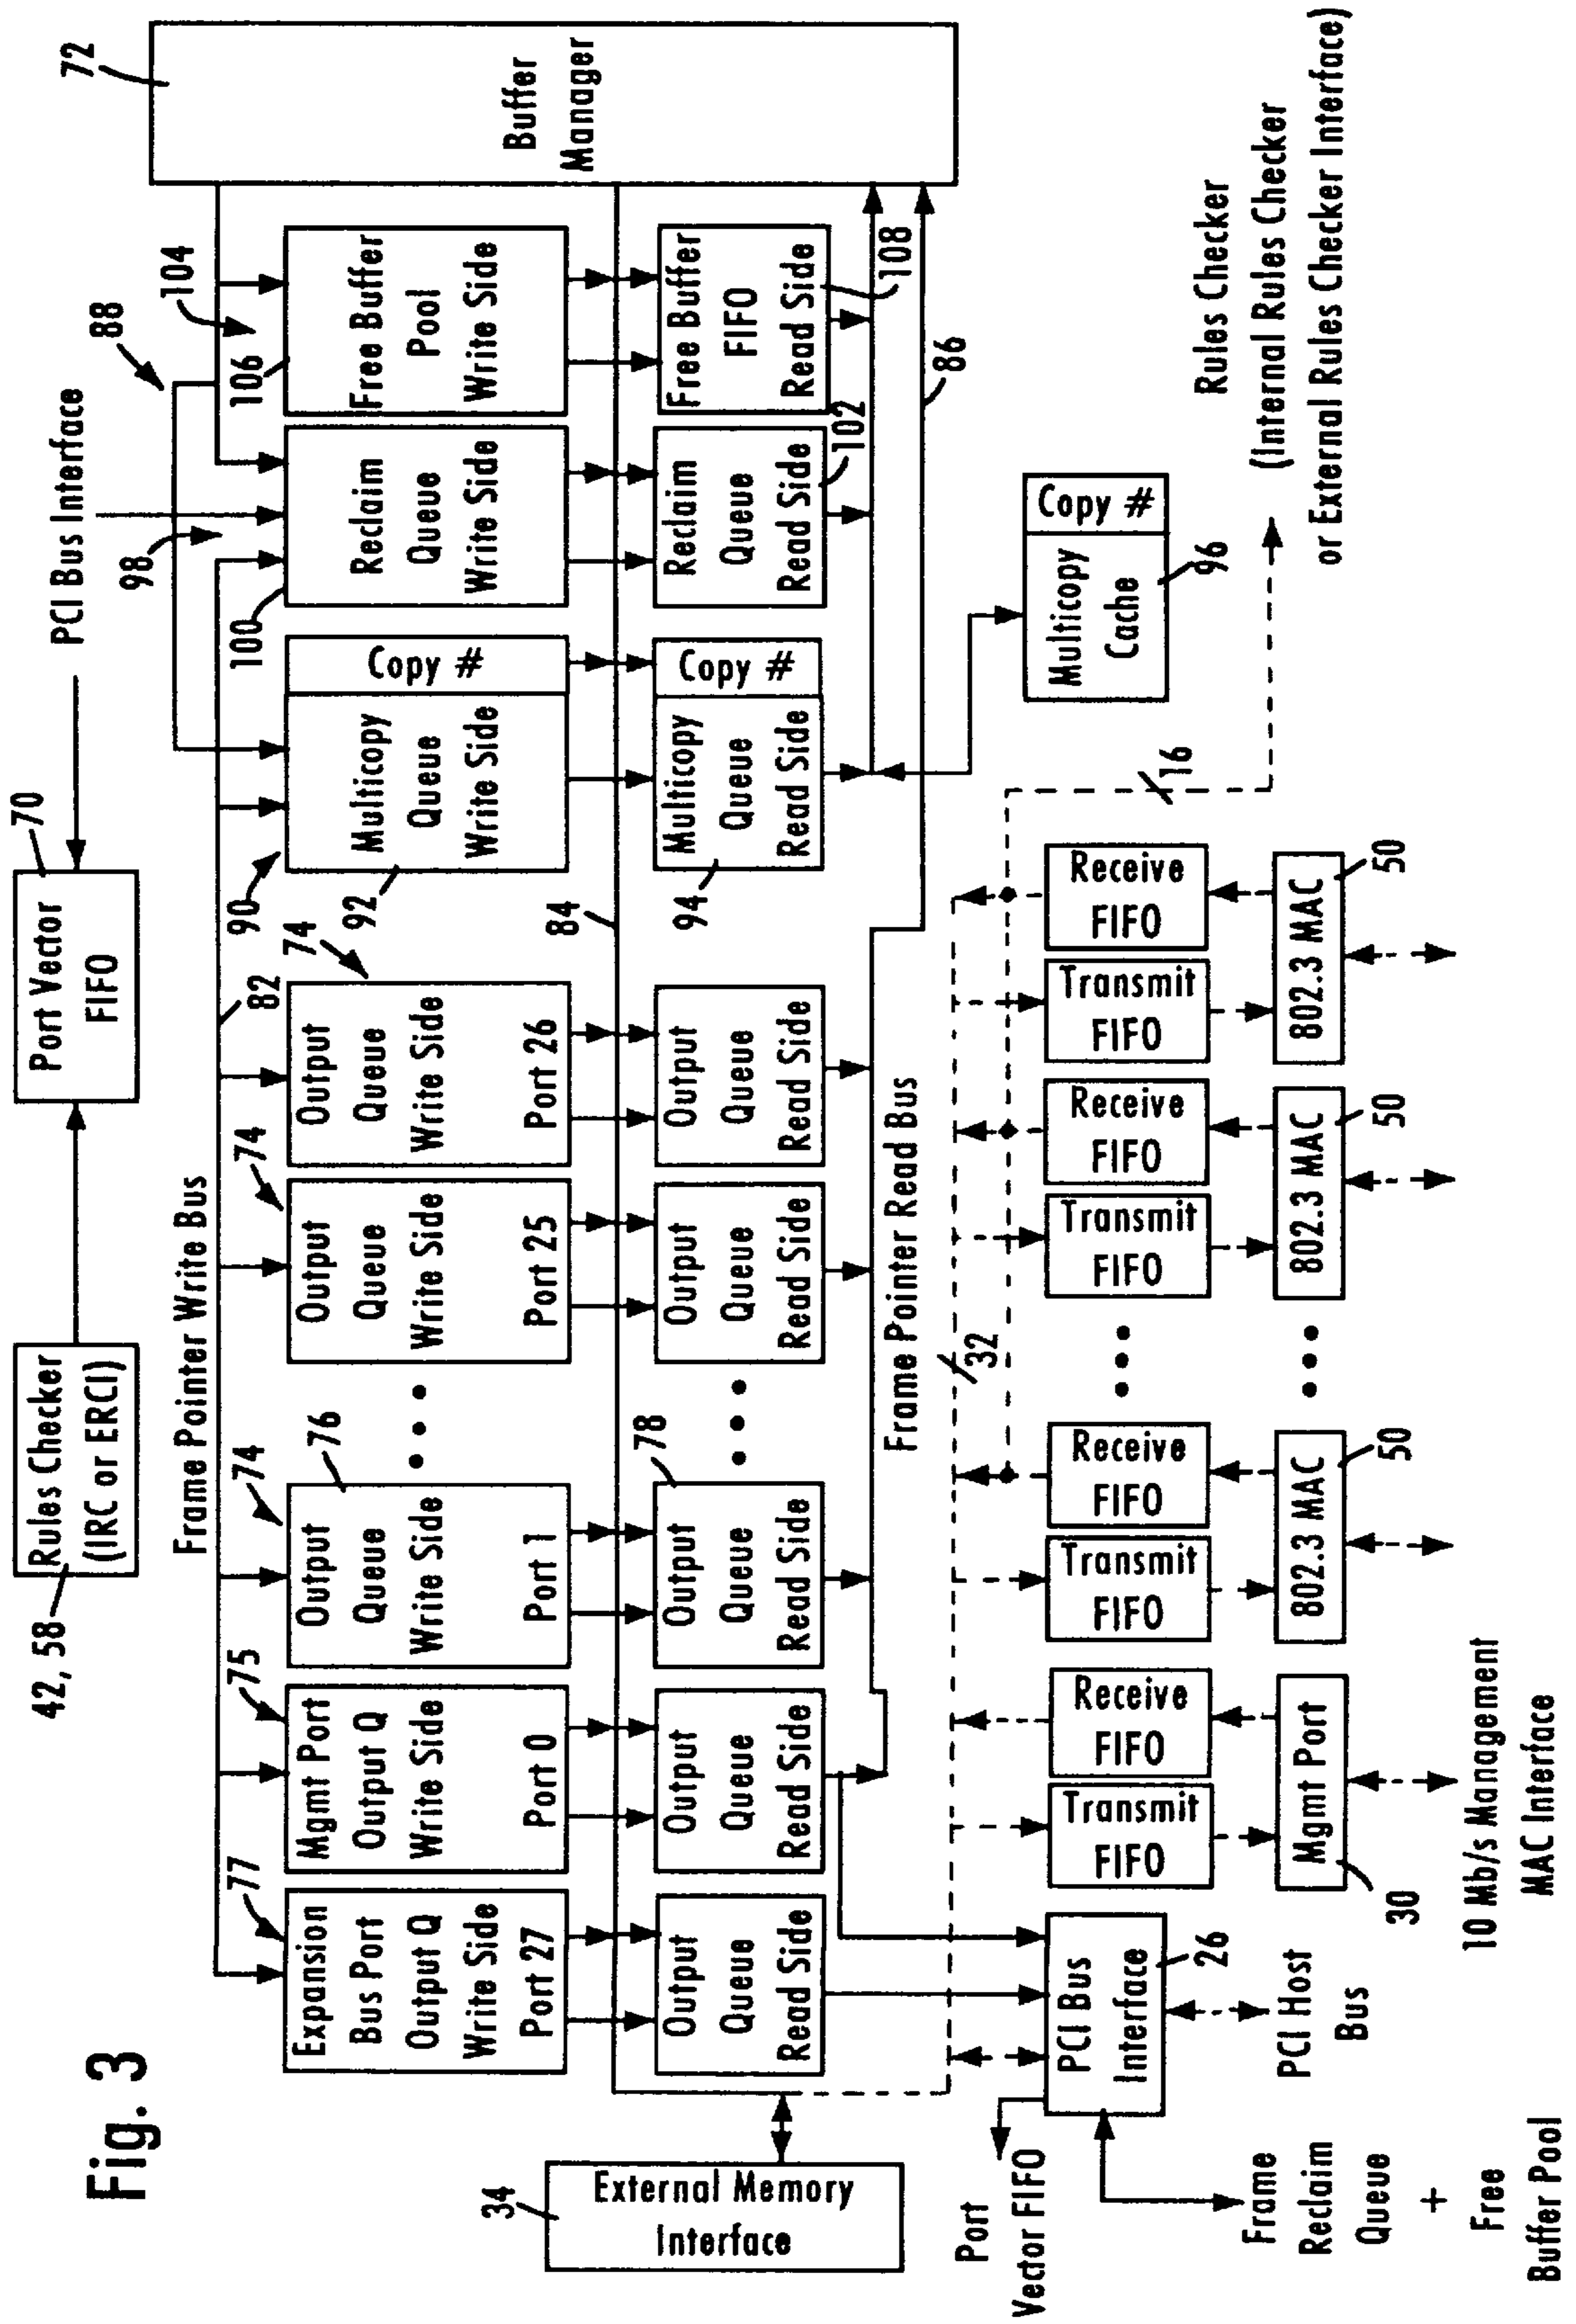 Fig. 3
42, 58
Rules Checker
(IRC or ERCI)
70
Port Vector
FIFO
PCI Bus Interface
72
Buffer
Manager
Frame Pointer Write Bus
82
88
98
104
77
Expansion
Bus Port
Output Q
Write Side
Port 27
75
Mgmt Port
Output Q
Write Side
Port 0
74
76
Output
Queue
Write Side
Port 1
• • •
74
Output
Queue
Write Side
Port 25
74
Output
Queue
Write Side
Port 26
90
92
Multicopy
Queue
Write Side
Copy #
100
Reclaim
Queue
Write Side
106
Free Buffer
Pool
Write Side
84
34
External Memory
Interface
Output
Queue
Read Side
Output
Queue
Read Side
78
Output
Queue
Read Side
• • •
Output
Queue
Read Side
Output
Queue
Read Side
94
Multicopy
Queue
Read Side
Copy #
Reclaim
Queue
Read Side
102
Free Buffer
FIFO
Read Side
108
Frame Pointer Read Bus
86
32
16
Port
Vector FIFO
PCI Bus
Interface
26
Transmit
FIFO
Receive
FIFO
Transmit
FIFO
Receive
FIFO
• • •
Transmit
FIFO
Receive
FIFO
Transmit
FIFO
Receive
FIFO
Multicopy
Cache
Copy #
96
Frame
Reclaim
Queue
+
Free
Buffer Pool
PCI Host
Bus
30
Mgmt Port
10 Mb/s Management
MAC Interface
802.3 MAC
50
• • •
802.3 MAC
50
802.3 MAC
50
Rules Checker
(Internal Rules Checker
or External Rules Checker Interface)